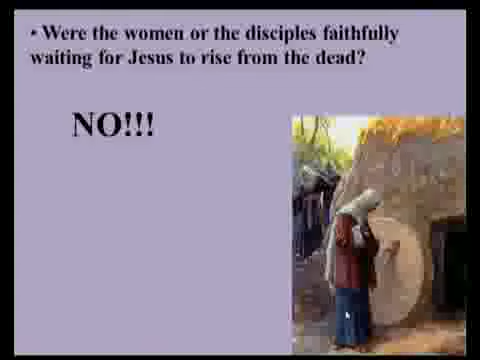 • Were the women or the disciples faithfully
waiting for Jesus to rise from the dead?
NO!!!